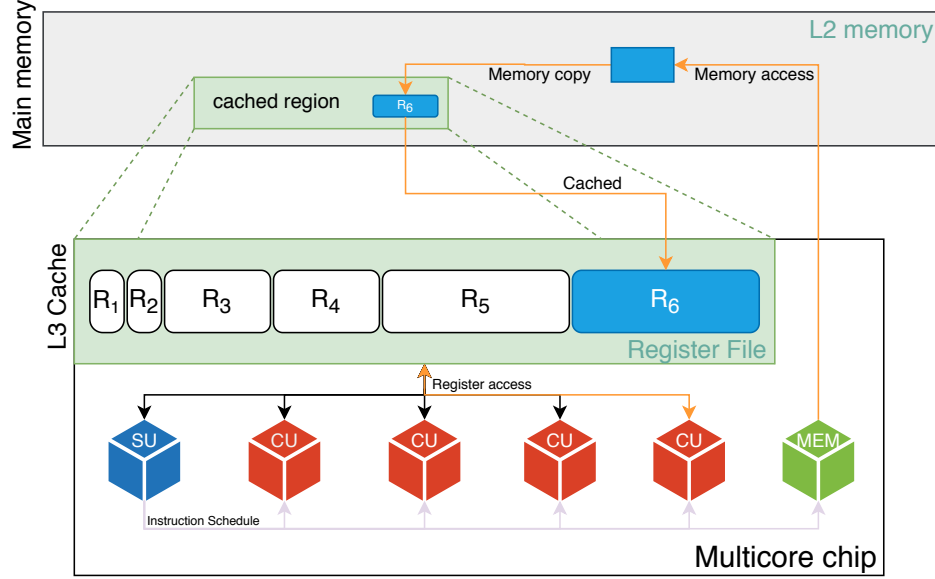 Main memory
L2 memory
Memory copy
Memory access
cached region
R6
Cached
L3 Cache
R1
R2
R3
R4
R5
R6
Register File
Register access
SU
CU
CU
CU
CU
MEM
Instruction Schedule
Multicore chip